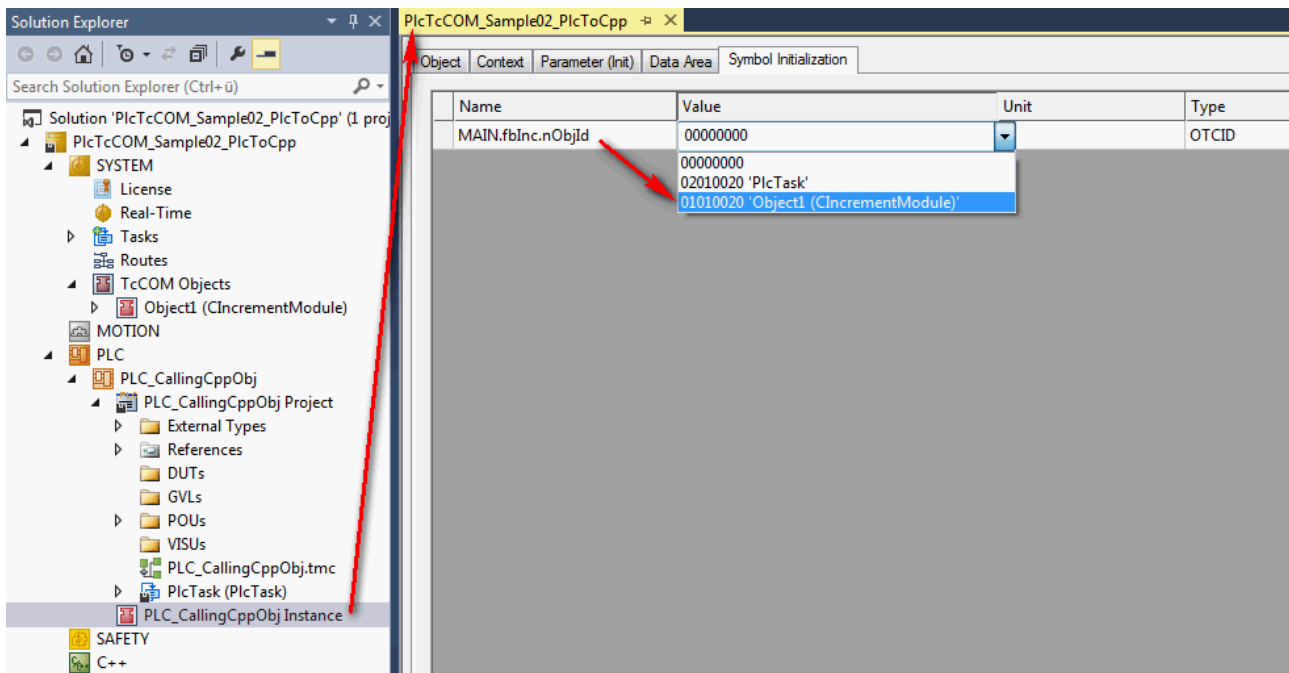 Solution Explorer
Search Solution Explorer (Ctrl+ü)
Solution 'PlcTcCOM_Sample02_PlcToCpp' (1 proj
PlcTcCOM_Sample02_PlcToCpp
SYSTEM
License
Real-Time
Tasks
Routes
TcCOM Objects
Object1 (CIncrementModule)
MOTION
PLC
PLC_CallingCppObj
PLC_CallingCppObj Project
External Types
References
DUTs
GVLs
POUs
VISUs
PLC_CallingCppObj.tmc
PlcTask (PlcTask)
PLC_CallingCppObj Instance
SAFETY
C++
PlcTcCOM_Sample02_PlcToCpp
Object Context Parameter (Init) Data Area Symbol Initialization
Name Value Unit Type
MAIN.fbInc.nObjId 00000000 OTCID
00000000
02010020 'PlcTask'
01010020 'Object1 (CIncrementModule)'